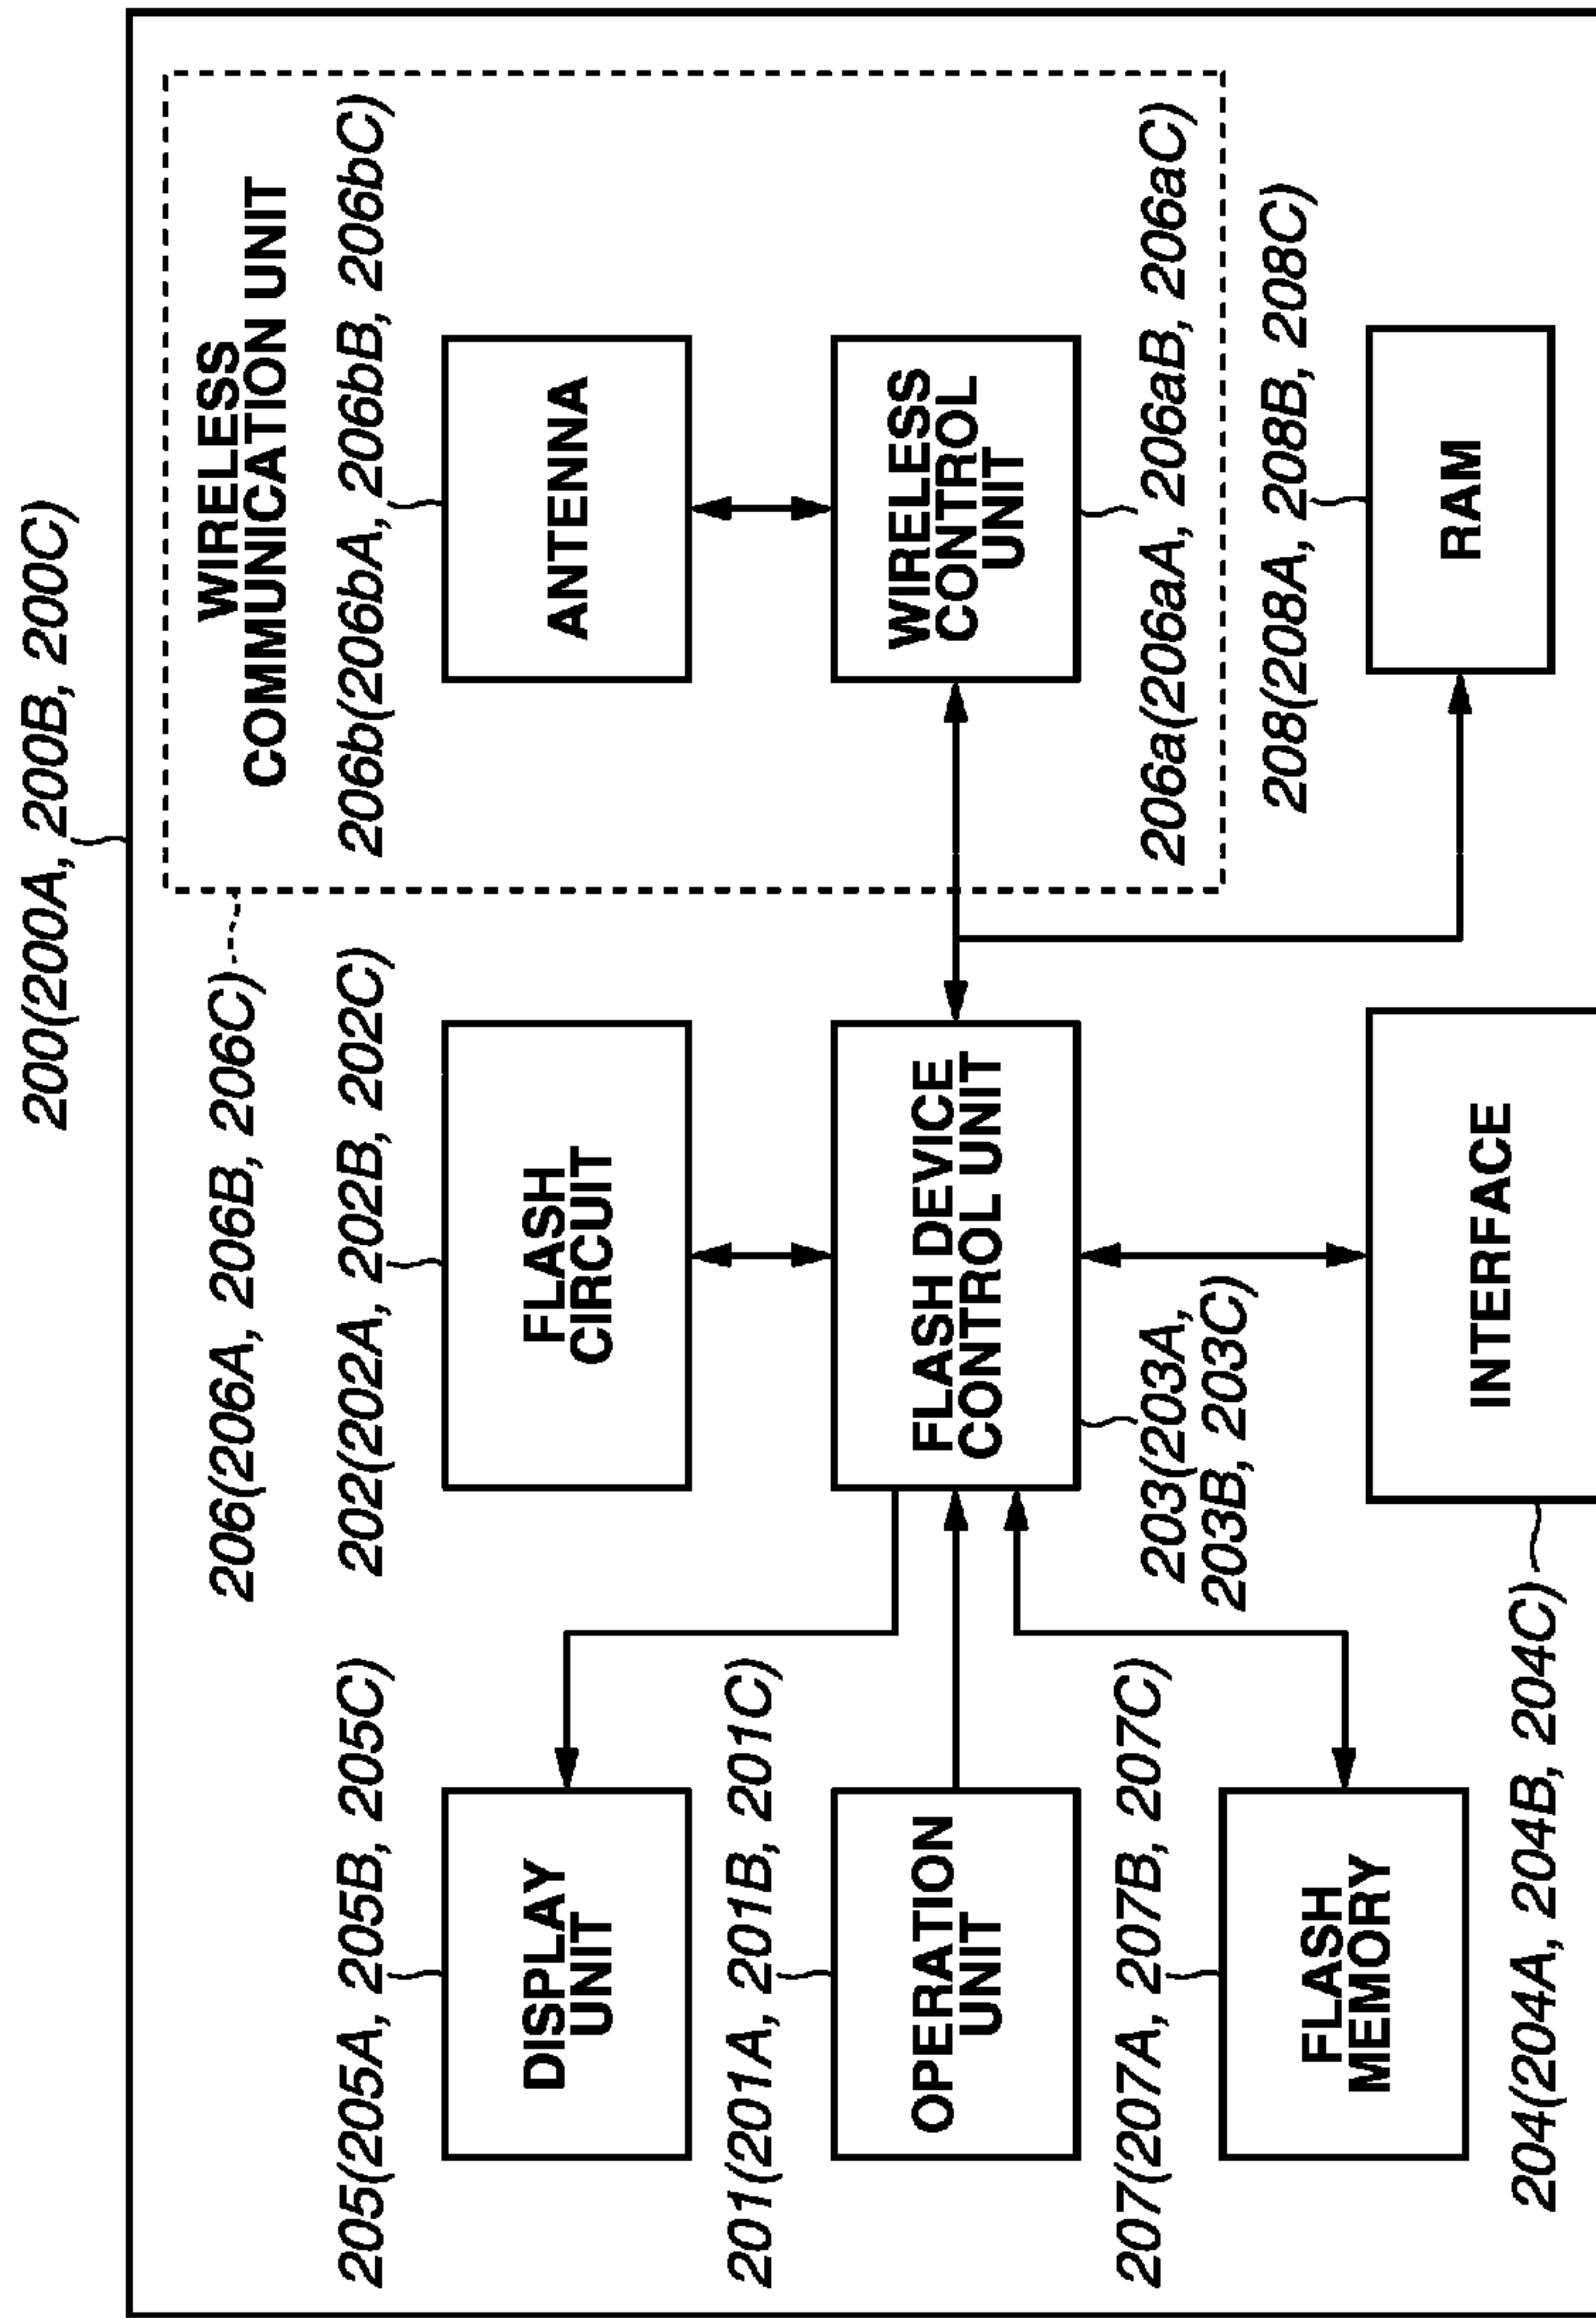 200(200A, 200B, 200C)
206(206A, 206B, 206C)
WIRELESS
COMMUNICATION UNIT
205(205A, 205B, 205C)
202(202A, 202B, 202C)
206b(206bA, 206bB, 206bC)
DISPLAY
UNIT
FLASH
CIRCUIT
ANTENNA
201(201A, 201B, 201C)
OPERATION
UNIT
FLASH DEVICE
CONTROL UNIT
WIRELESS
CONTROL
UNIT
207(207A, 207B, 207C)
203(203A,
203B, 203C)
206a(206aA, 206aB, 206aC)
208(208A, 208B, 208C)
FLASH
MEMORY
INTERFACE
RAM
204(204A, 204B, 204C)